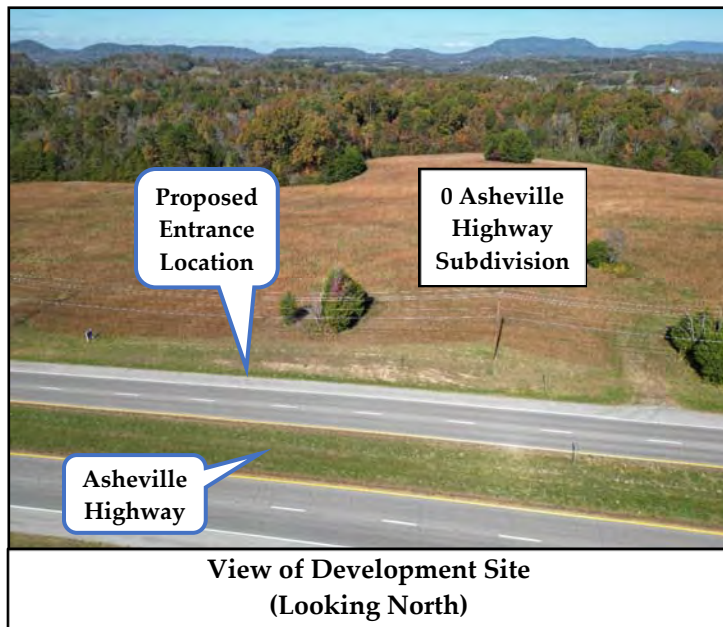 Proposed
Entrance
Location
0 Asheville
Highway
Subdivision
Asheville
Highway
View of Development Site
(Looking North)